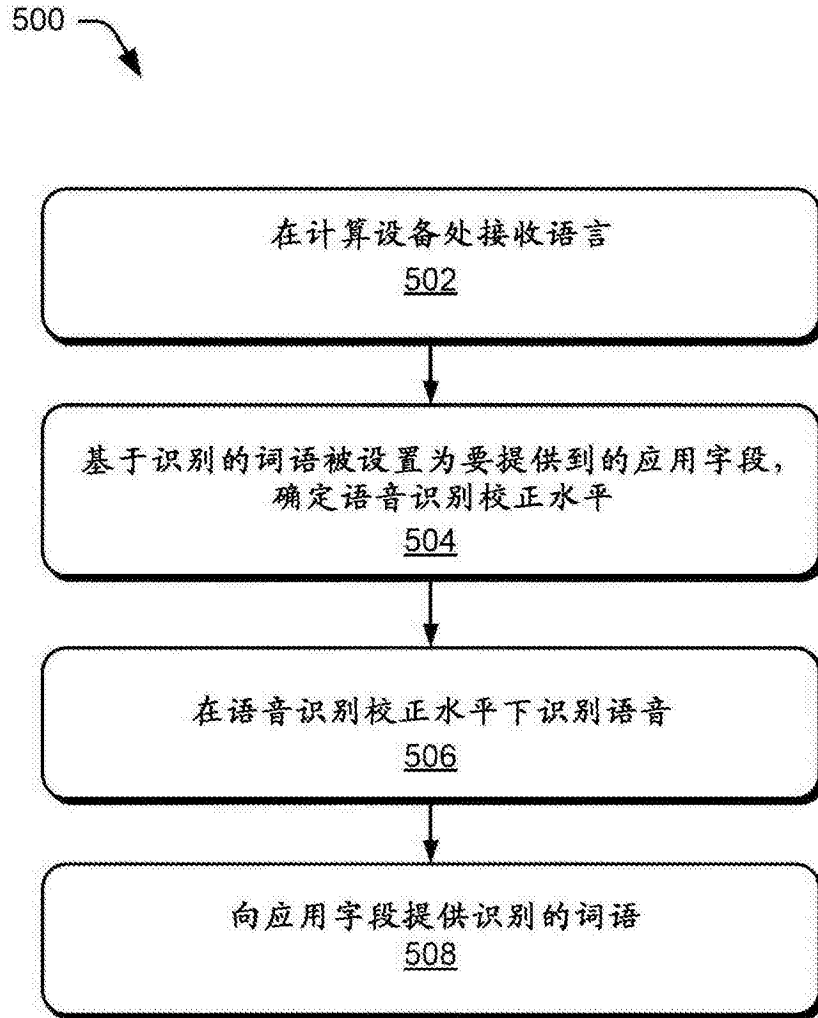 500
在计算设备处接收语言
502
基于识别的词语被设置为要提供到的应用字段，
确定语音识别校正水平
504
在语音识别校正水平下识别语音
506
向应用字段提供识别的词语
508